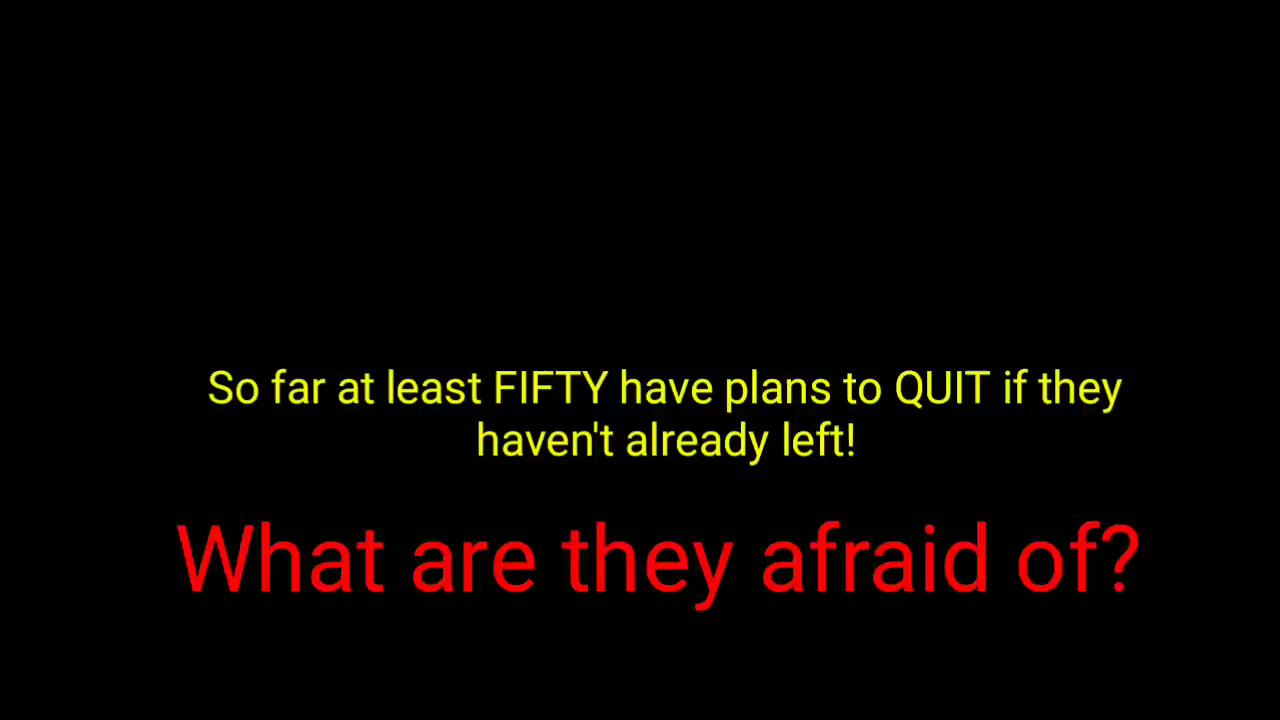 So far at least FIFTY have plans to QUIT if they
haven't already left!
What are they afraid of?